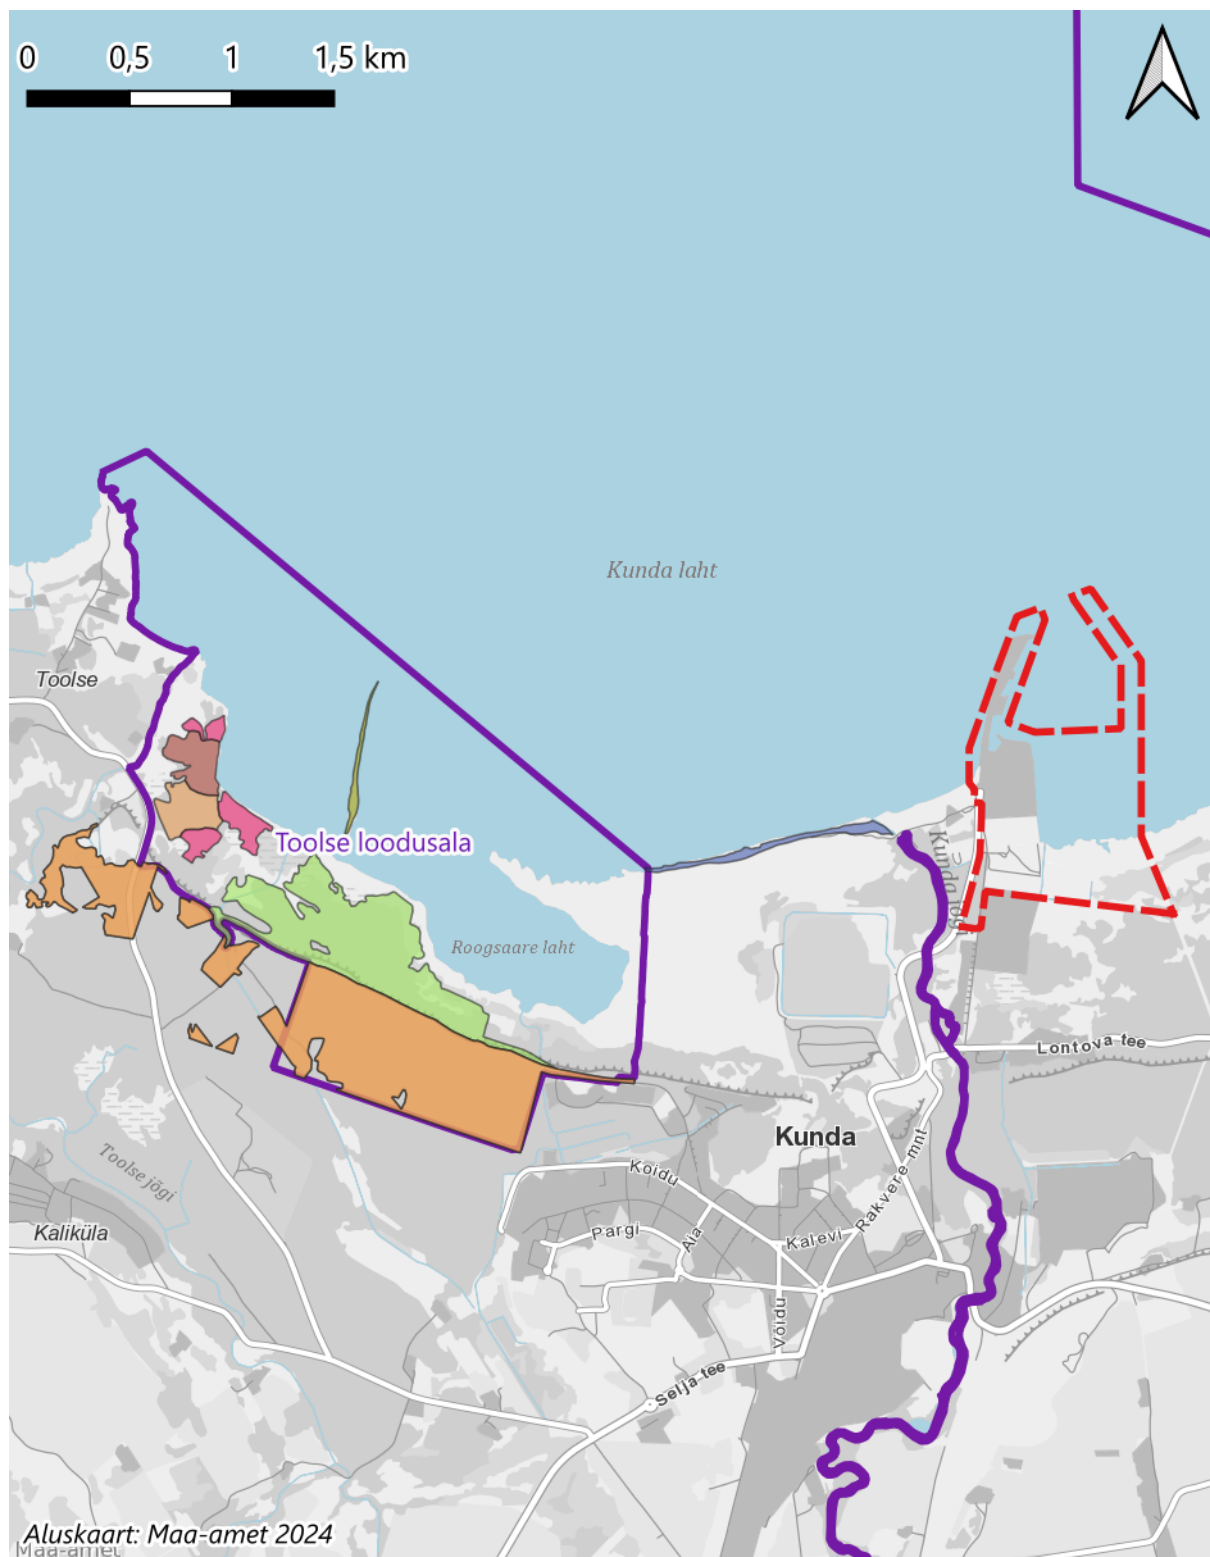 0 0,5 1 1,5 km
Kunda laht
Toolse
Toolse loodusala
Kunda jõgi
Roogsaare laht
Lontova tee
Kunda
Rakvere mnt
Koidu
Toolse jõgi
Pargi
Aia
Kalevi
Kaliküla
Võidu
Selja tee
Aluskaart: Maa-amet 2024
Maa-amet